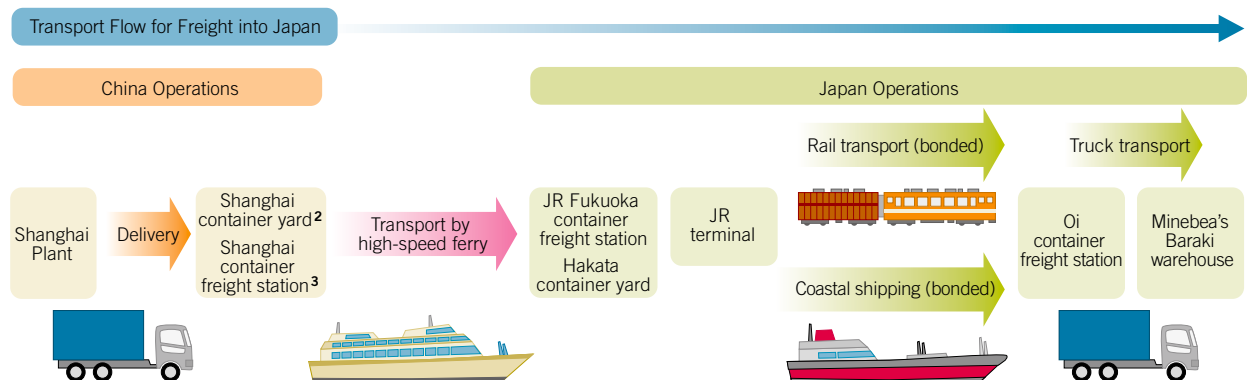 Transport Flow for Freight into Japan
China Operations
Japan Operations
Shanghai
Plant
Delivery
Shanghai
container yard2
Shanghai
container
freight station3
Transport by
high-speed ferry
JR Fukuoka
container
freight station
Hakata
container yard
JR
terminal
Rail transport (bonded)
Coastal shipping (bonded)
Truck transport
Oi
container
freight station
Minebea's
Baraki
warehouse